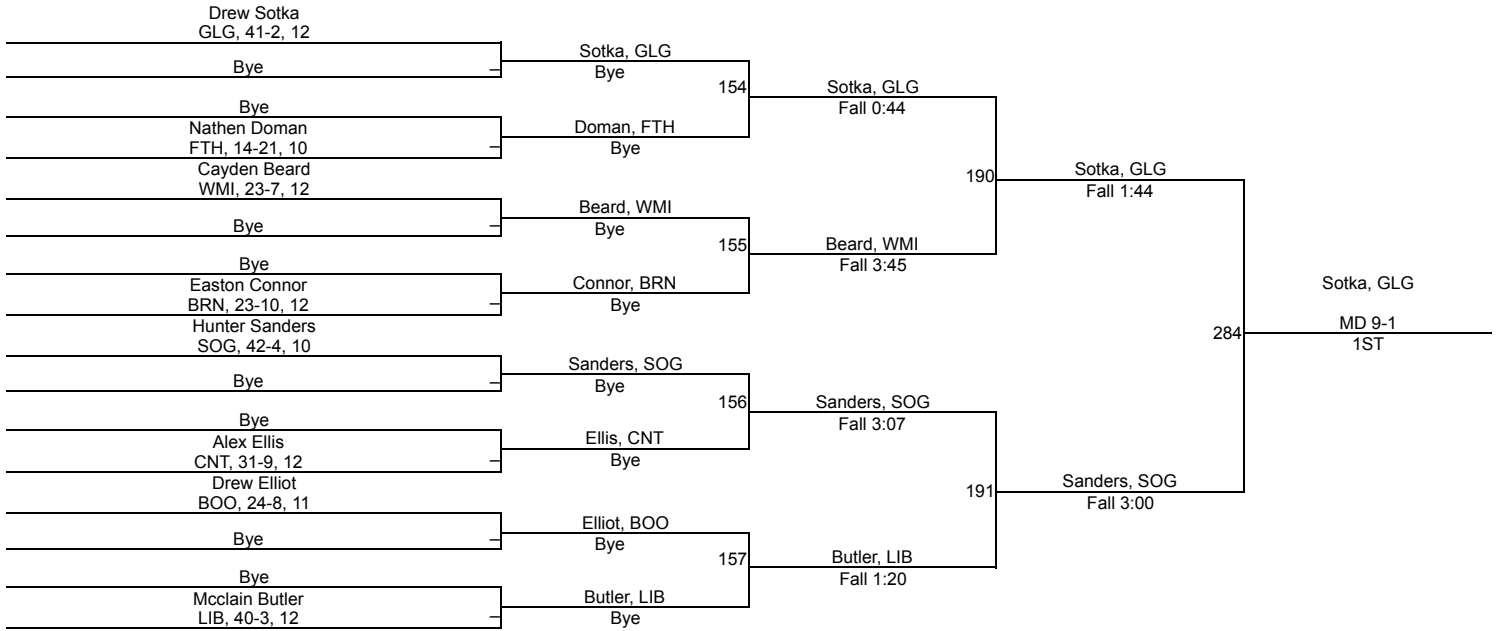 Drew Sotka
GLG, 41-2, 12
Bye
Bye
Nathen Doman
FTH, 14-21, 10
Cayden Beard
WMI, 23-7, 12
Bye
Bye
Easton Connor
BRN, 23-10, 12
Hunter Sanders
SOG, 42-4, 10
Bye
Bye
Alex Ellis
CNT, 31-9, 12
Drew Elliot
BOO, 24-8, 11
Bye
Bye
Mcclain Butler
LIB, 40-3, 12
Sotka, GLG
Bye
154
Doman, FTH
Bye
Beard, WMI
Bye
155
Connor, BRN
Bye
Sanders, SOG
Bye
156
Ellis, CNT
Bye
Elliot, BOO
Bye
157
Butler, LIB
Bye
Sotka, GLG
Fall 0:44
190
Beard, WMI
Fall 3:45
Sanders, SOG
Fall 3:07
191
Butler, LIB
Fall 1:20
Sotka, GLG
Fall 1:44
284
Sanders, SOG
Fall 3:00
Sotka, GLG
MD 9-1
1ST